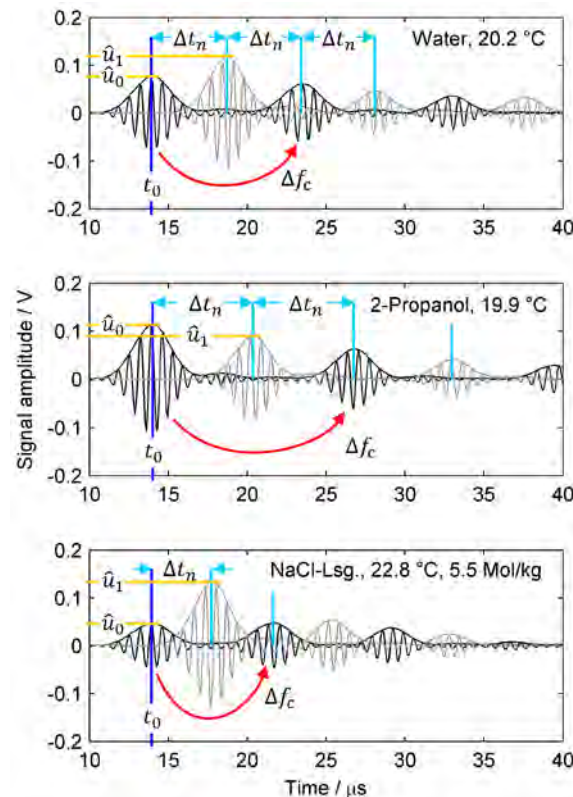 Δtₙ Δtₙ Δtₙ Water, 20.2 °C
0.2
û₁
0.1
û₀
0
-0.1
t₀
Δf_c
-0.2
10 15 20 25 30 35 40
Δtₙ Δtₙ 2-Propanol, 19.9 °C
0.2
û₀
0.1
û₁
0
-0.1
t₀
Δf_c
-0.2
10 15 20 25 30 35 40
Signal amplitude / V
Δtₙ NaCl-Lsg., 22.8 °C, 5.5 Mol/kg
0.2
û₁
0.1
û₀
0
-0.1
t₀
Δf_c
-0.2
10 15 20 25 30 35 40
Time / μs